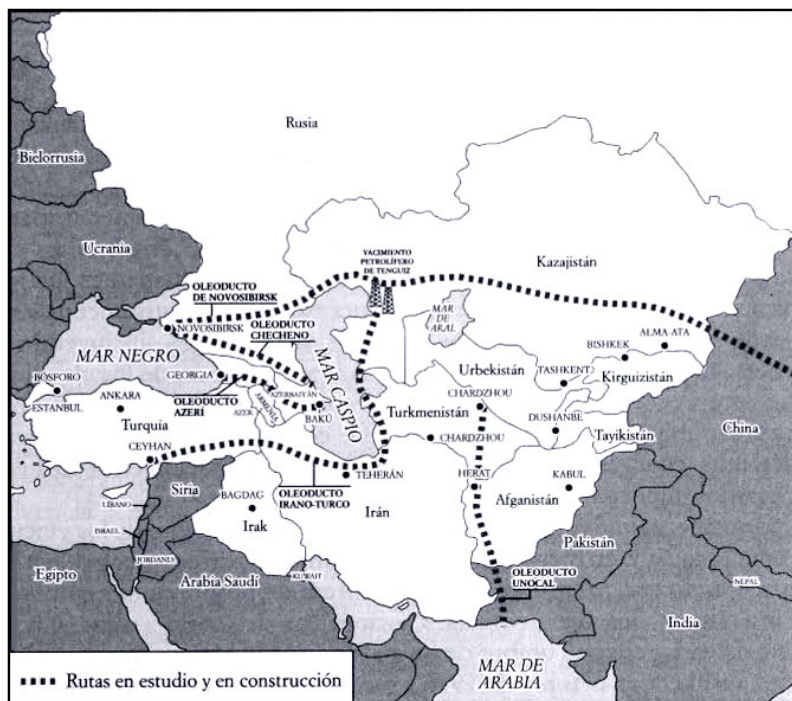 Rusia
Bielorrusia
Ucrania
YACIMIENTO
PETROLÍFERO
DE TENGUIZ
Kazajistán
OLEODUCTO
DE NOVOSIBIRSK
NOVOSIBIRSK
OLEODUCTO
CHECHENO
MAR
DE ARAL
MAR NEGRO
MAR CASPIO
ALMA-ATA
BISHKEK
Urbekistán
TASHKENT
Kirguizistán
GEORGIA
BÓSFORO
ESTANBUL
ANKARA
Turquía
OLEODUCTO
AZERÍ
AZERBAIYÁN
ARMENIA
AZER.
BAKÚ
CHARDZHOU
Turkmenistán
CHARDZHOU
DUSHANBE
Tayikistán
China
CEYHAN
TEHERÁN
HERAT
KABUL
Afganistán
Siria
OLEODUCTO
IRANO-TURCO
Irán
LÍBANO
BAGDAG
Irak
ISRAEL
JORDANIA
Pakistán
Egipto
Arabia Saudí
KUWAIT
OLEODUCTO
UNOCAL
NEPAL
India
MAR DE
ARABIA
Rutas en estudio y en construcción